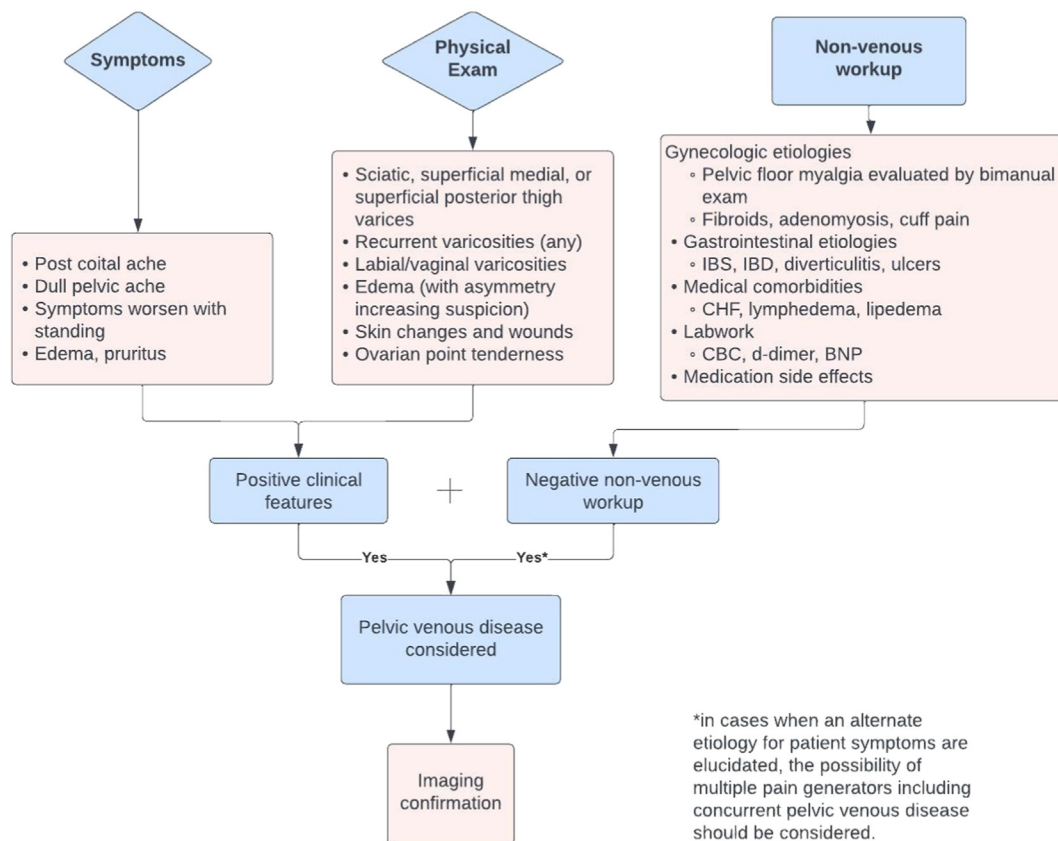 Symptoms
Physical
Exam
Non-venous
workup
• Post coital ache
• Dull pelvic ache
• Symptoms worsen with
standing
• Edema, pruritus
• Sciatic, superficial medial, or
superficial posterior thigh
varices
• Recurrent varicosities (any)
• Labial/vaginal varicosities
• Edema (with asymmetry
increasing suspicion)
• Skin changes and wounds
• Ovarian point tenderness
Gynecologic etiologies
◦ Pelvic floor myalgia evaluated by bimanual
exam
◦ Fibroids, adenomyosis, cuff pain
• Gastrointestinal etiologies
◦ IBS, IBD, diverticulitis, ulcers
• Medical comorbidities
◦ CHF, lymphedema, lipedema
• Labwork
◦ CBC, d-dimer, BNP
• Medication side effects
Positive clinical
features
+
Negative non-venous
workup
Yes
Yes*
Pelvic venous disease
considered
Imaging
confirmation
*in cases when an alternate
etiology for patient symptoms are
elucidated, the possibility of
multiple pain generators including
concurrent pelvic venous disease
should be considered.